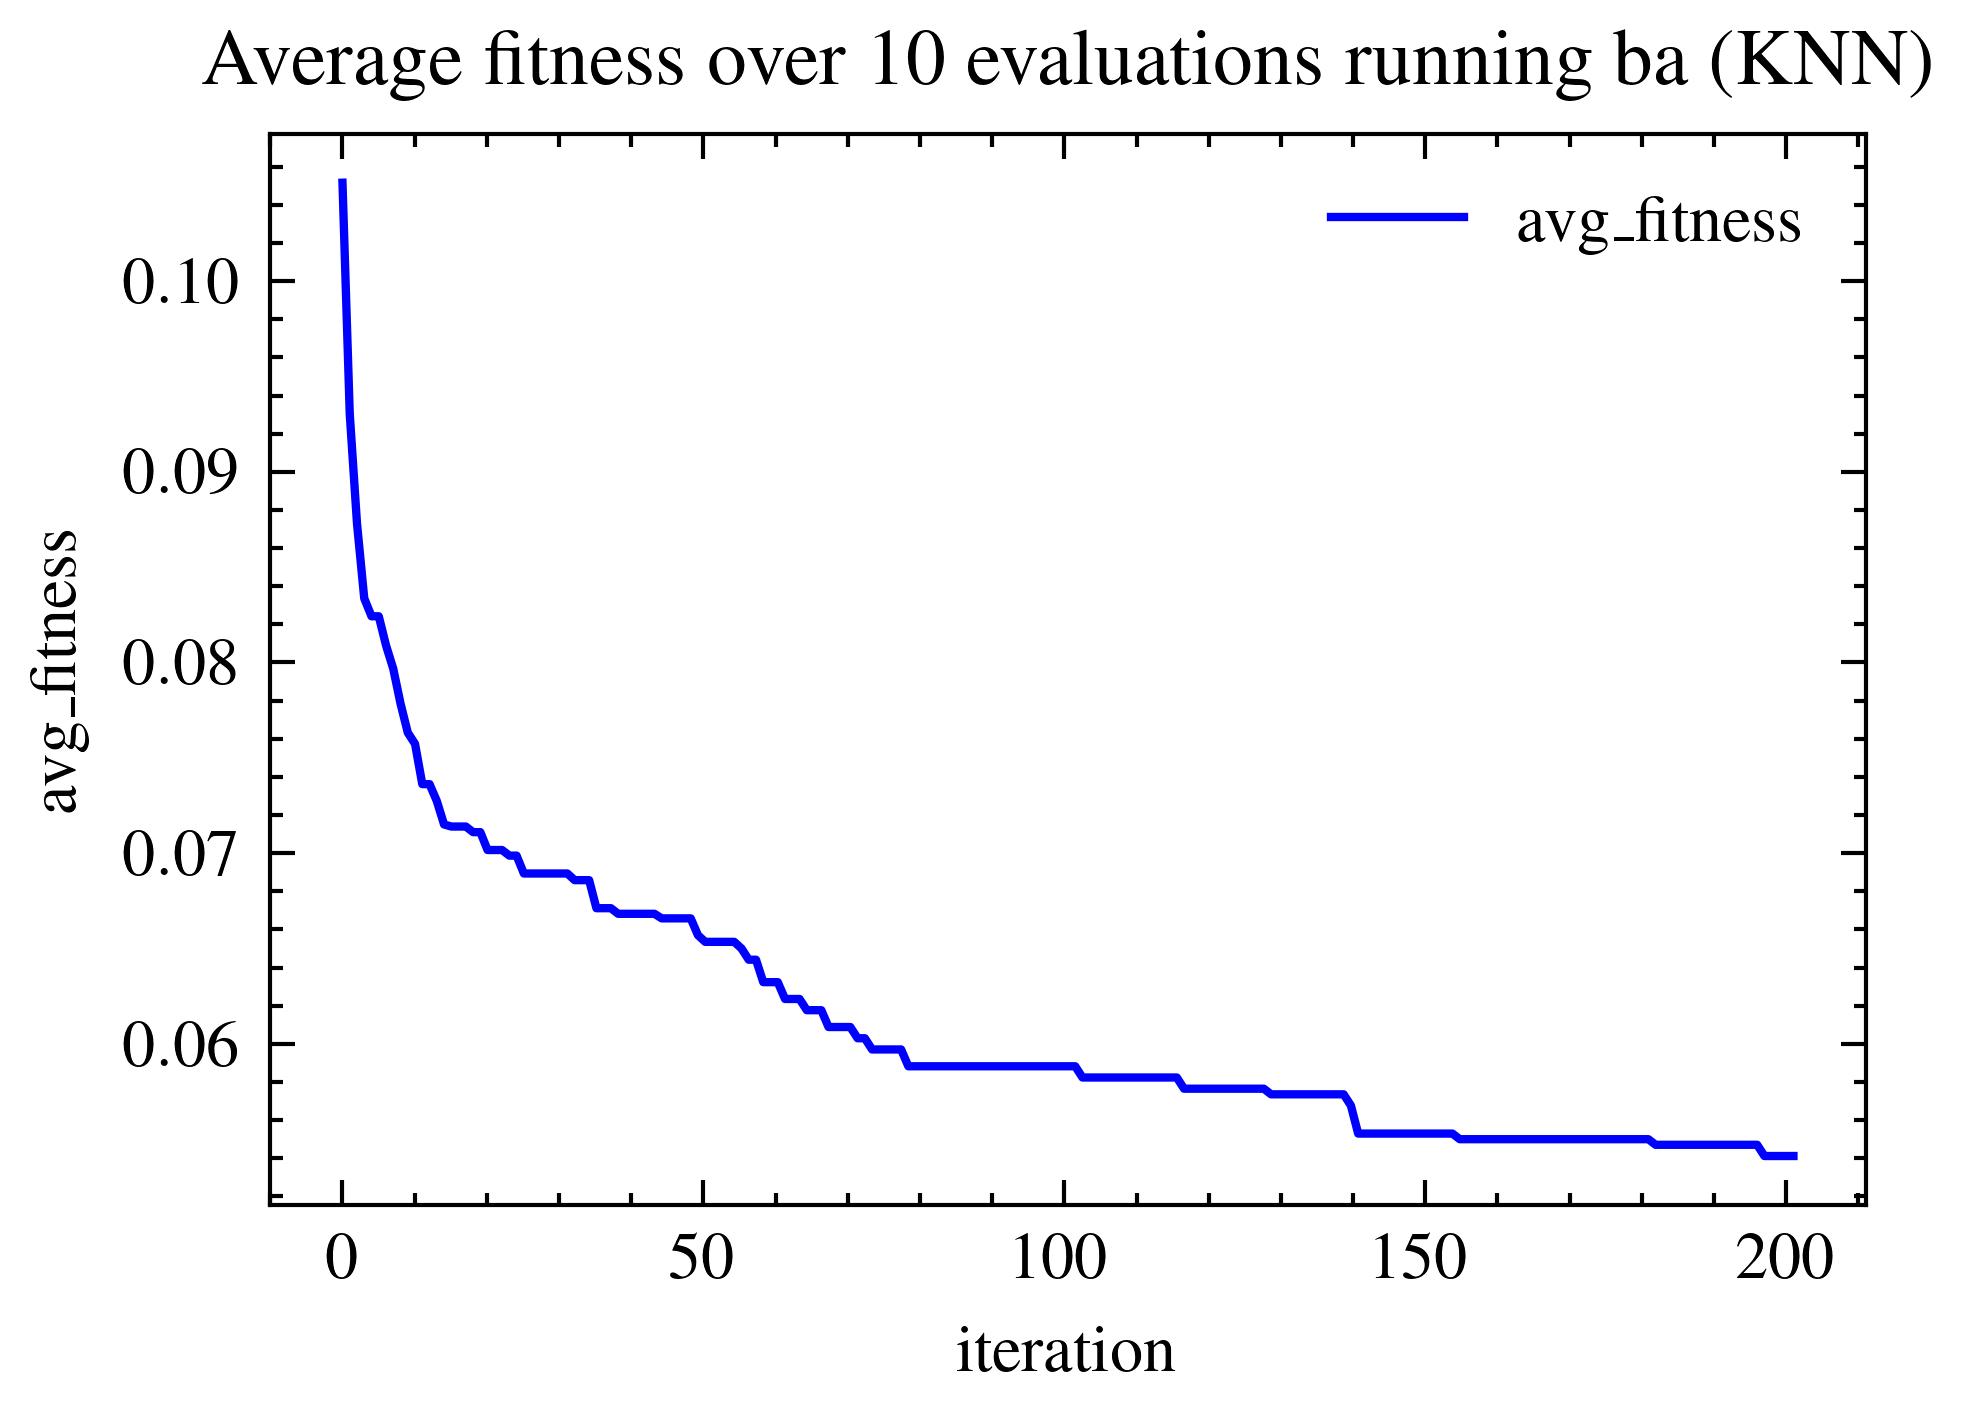 Average fitness over 10 evaluations running ba (KNN)
avg_fitness
0.10
0.09
0.08
0.07
0.06
avg_fitness
0 50 100 150 200
iteration